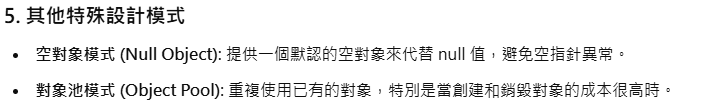 5. 其他特殊設計模式
• 空對象模式 (Null Object): 提供一個默認的空對象來代替 null 值，避免空指針異常。
• 對象池模式 (Object Pool): 重複使用已有的對象，特別是當創建和銷毀對象的成本很高時。